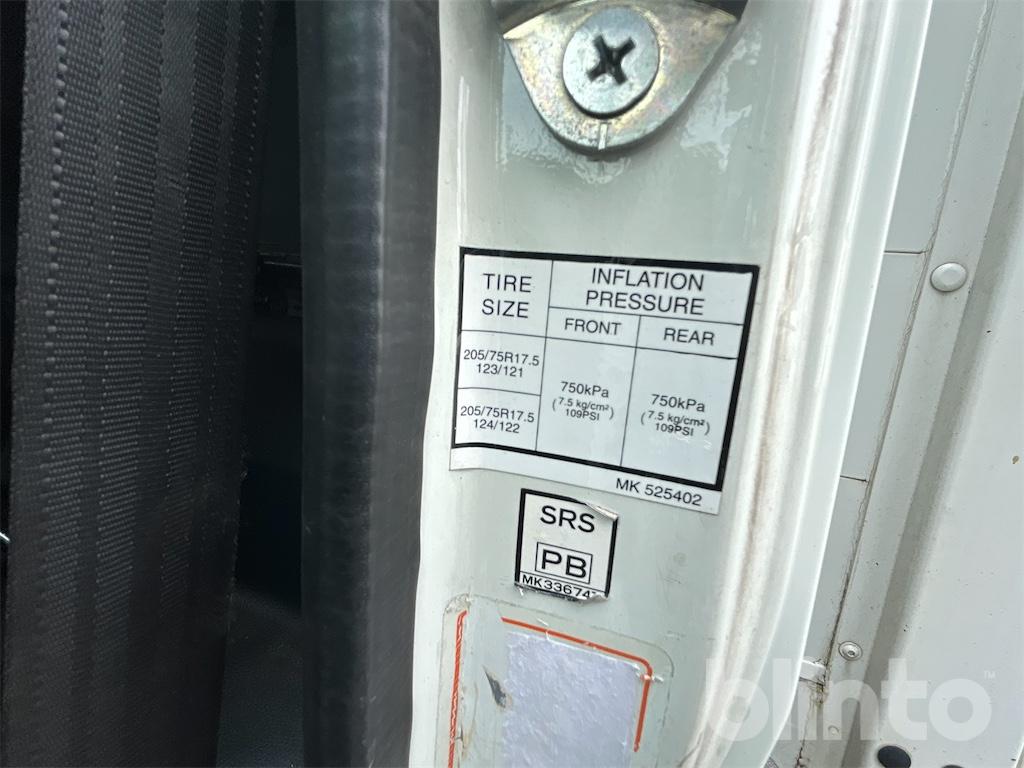 TIRE SIZE
INFLATION PRESSURE
FRONT
REAR
205/75R17.5
123/121
205/75R17.5
124/122
750kPa
(7.5 kg/cm²)
109PSI
750kPa
(7.5 kg/cm²)
109PSI
MK 525402
SRS
PB
blinto™